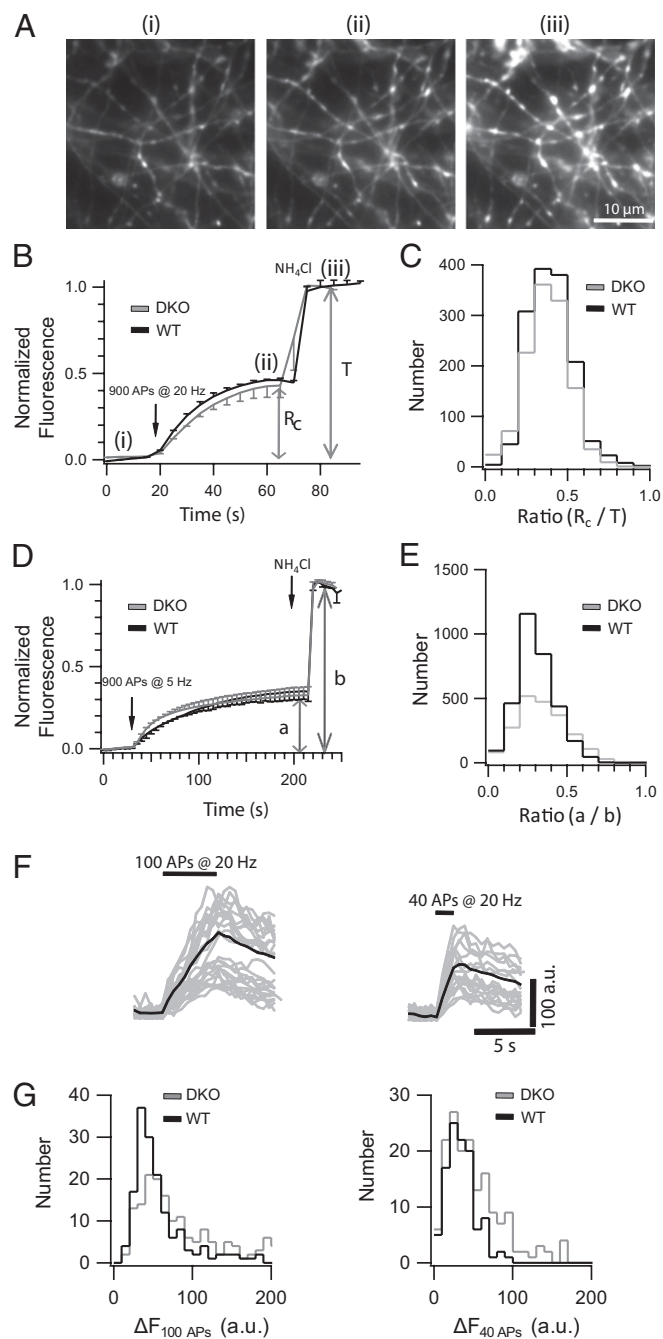 A
(i)
(ii)
(iii)
10 µm
B
Normalized
Fluorescence
1.0
0.5
0.0
DKO
WT
900 APs @ 20 Hz
(i)
(ii)
NH4Cl
(iii)
T
Rc
0
20
40
60
80
Time (s)
C
Number
400
300
200
100
0
DKO
WT
0.0
0.5
1.0
Ratio (Rc / T)
D
Normalized
Fluorescence
1.0
0.5
0.0
DKO
WT
900 APs @ 5 Hz
NH4Cl
a
b
0
100
200
Time (s)
E
Number
1500
1000
500
0
DKO
WT
0.0
0.5
1.0
Ratio (a / b)
F
100 APs @ 20 Hz
40 APs @ 20 Hz
100 a.u.
5 s
G
Number
40
30
20
10
0
DKO
WT
0
100
200
ΔF100 APs (a.u.)
Number
30
20
10
0
DKO
WT
0
100
200
ΔF40 APs (a.u.)